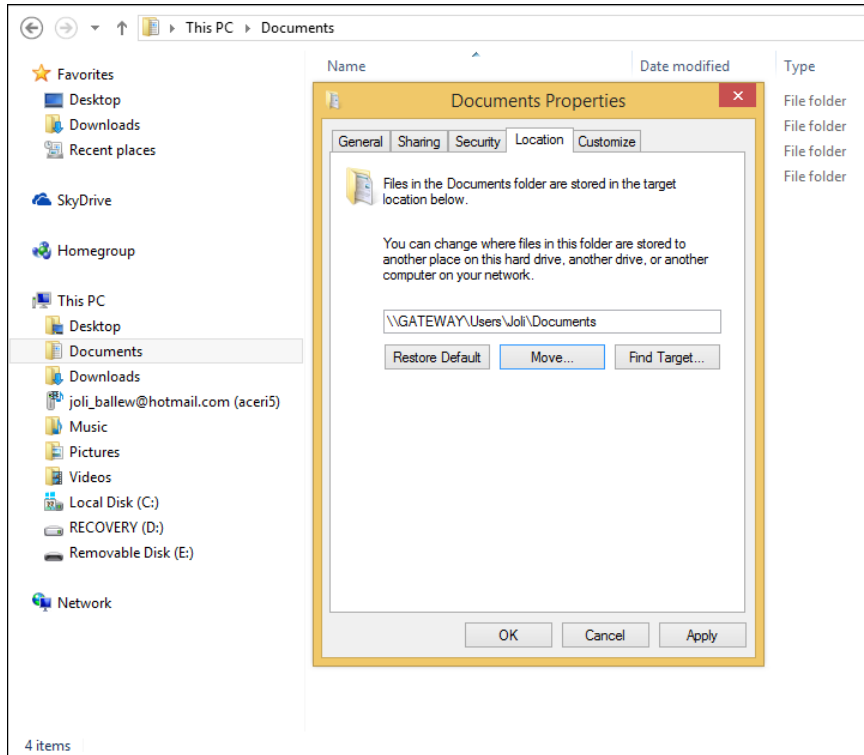 This PC Documents
Name Date modified Type
Favorites
Desktop
Downloads
Recent places
SkyDrive
Homegroup
This PC
Desktop
Documents
Downloads
joli_ballew@hotmail.com (aceri5)
Music
Pictures
Videos
Local Disk (C:)
RECOVERY (D:)
Removable Disk (E:)
Network
Documents Properties
General Sharing Security Location Customize
Files in the Documents folder are stored in the target
location below.
You can change where files in this folder are stored to
another place on this hard drive, another drive, or another
computer on your network.
\\GATEWAY\Users\Joli\Documents
Restore Default Move... Find Target...
OK Cancel Apply
File folder
File folder
File folder
File folder
4 items